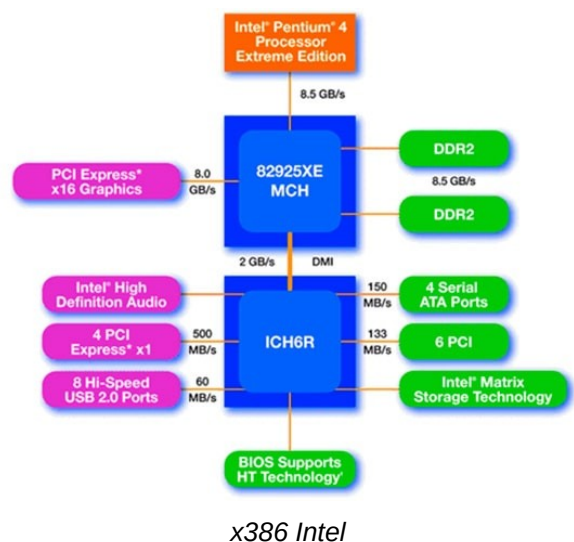 Intel® Pentium® 4
Processor
Extreme Edition
8.5 GB/s
PCI Express*
x16 Graphics
8.0
GB/s
82925XE
MCH
DDR2
8.5 GB/s
DDR2
2 GB/s
DMI
Intel® High
Definition Audio
4 PCI
Express* x1
500
MB/s
8 Hi-Speed
USB 2.0 Ports
60
MB/s
ICH6R
150
MB/s
4 Serial
ATA Ports
133
MB/s
6 PCI
Intel® Matrix
Storage Technology
BIOS Supports
HT Technology¹
x386 Intel